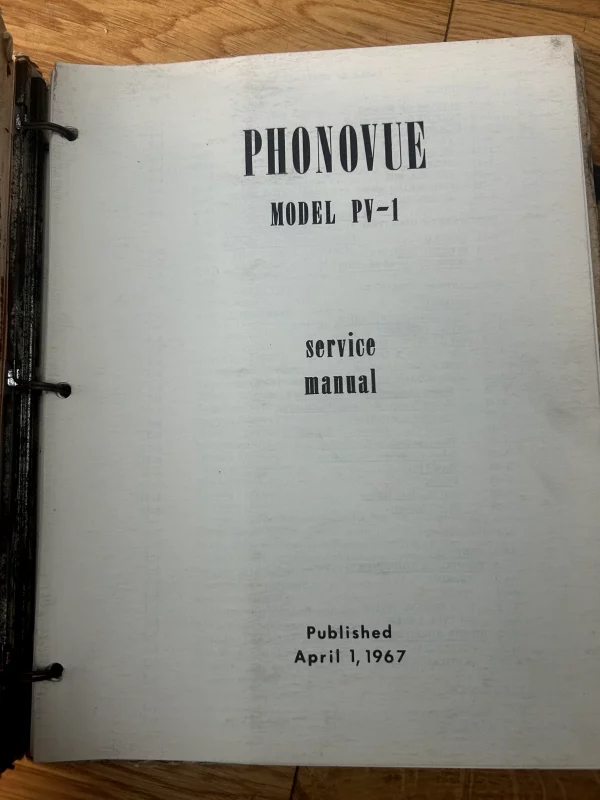 PHONOVUE
MODEL PV-1
service
manual
Published
April 1, 1967